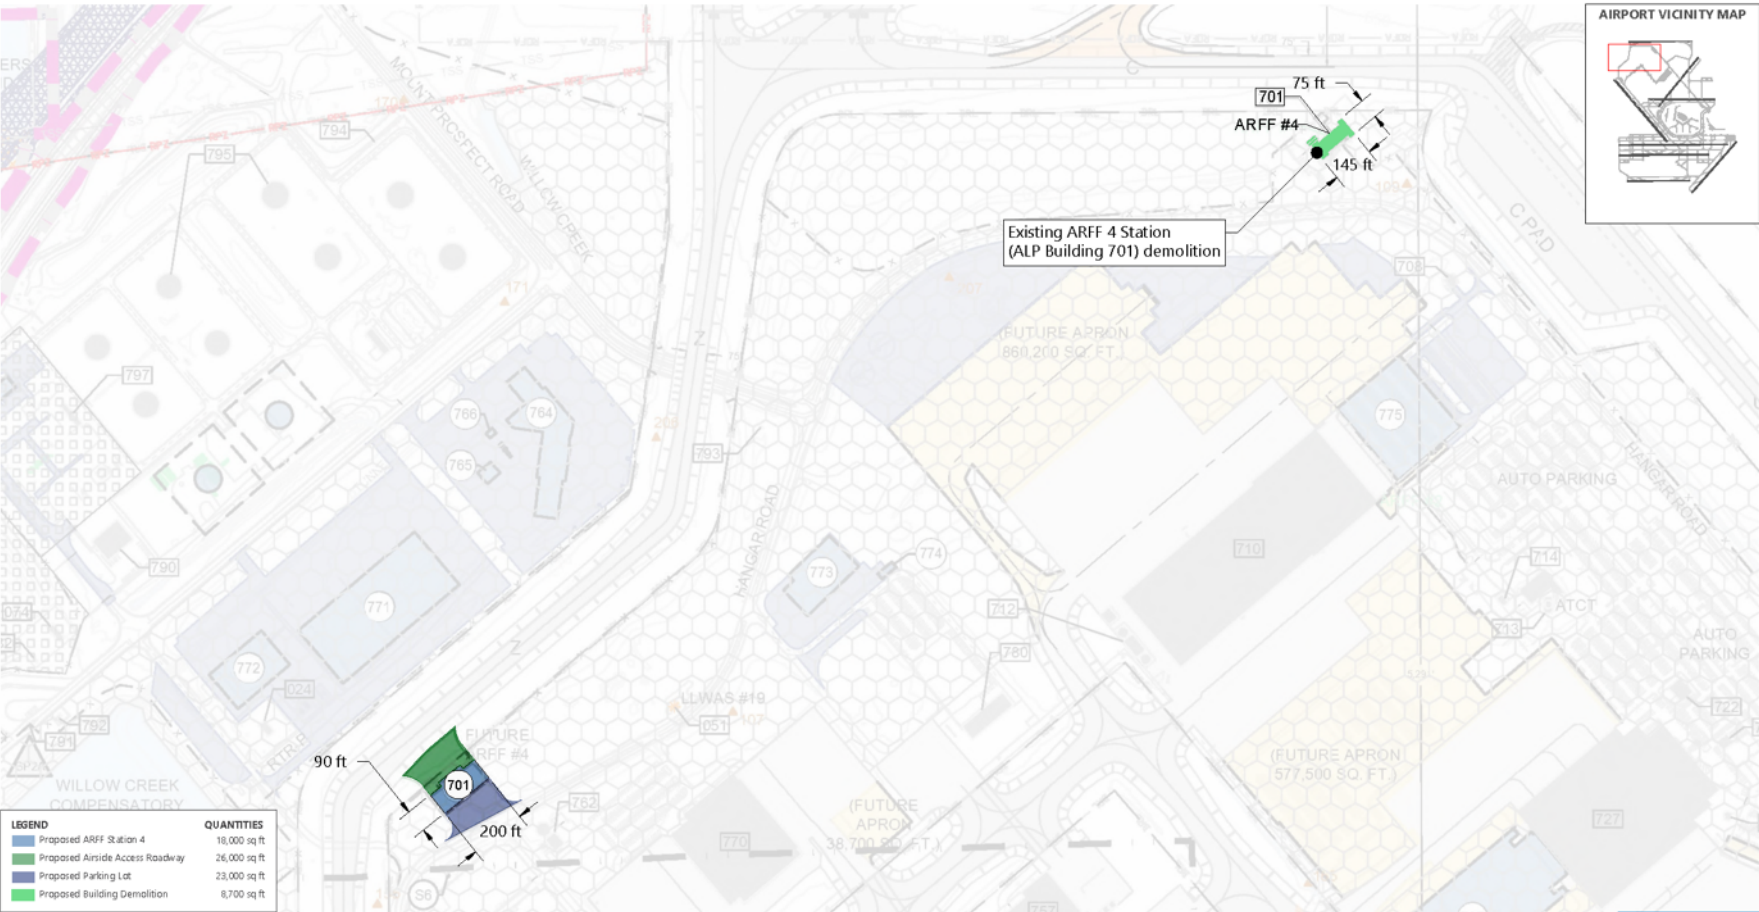 AIRPORT VICINITY MAP
MOUNT PROSPECT ROAD
WILLOW CREEK
794
795
C
75 ft
701
ARFF #4
145 ft
109
C PAD
Existing ARFF 4 Station
(ALP Building 701) demolition
708
171
(FUTURE APRON
860,200 SQ. FT.)
Z
797
766
764
765
793
775
AUTO PARKING
HANGAR ROAD
HANGAR ROAD
790
771
773
774
710
714
ATCT
712
713
AUTO
PARKING
772
024
780
Z
LLWAS #19
051
107
722
792
791
RTR F
FUTURE
ARFF #4
90 ft
701
WILLOW CREEK
COMPENSATORY
(FUTURE APRON
577,500 SQ. FT.)
762
(FUTURE
APRON
38,700 SQ. FT.)
200 ft
770
727
S6
LEGEND QUANTITIES
Proposed ARFF Station 4 18,000 sq ft
Proposed Airside Access Roadway 26,000 sq ft
Proposed Parking Lot 23,000 sq ft
Proposed Building Demolition 8,700 sq ft